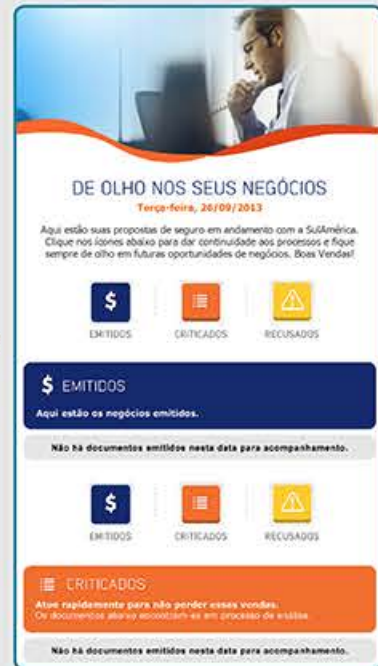 DE OLHO NOS SEUS NEGÓCIOS
Terça-feira, 26/09/2013
Aqui estão suas propostas de seguro em andamento com a SulAmérica.
Clique nos ícones abaixo para dar continuidade aos processos e fique
sempre de olho em futuras oportunidades de negócios. Boas Vendas!
$
EMITIDOS CRITICADOS RECUSADOS
$ EMITIDOS
Aqui estão os negócios emitidos.
Não há documentos emitidos nesta data para acompanhamento.
$
EMITIDOS CRITICADOS RECUSADOS
CRITICADOS
Atue rapidamente para não perder essas vendas.
Os documentos abaixo encontram-se em processo de análise.
Não há documentos emitidos nesta data para acompanhamento.